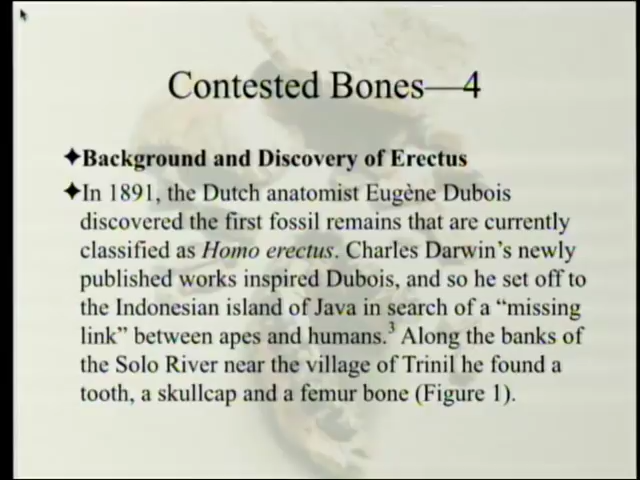 Contested Bones—4
✦Background and Discovery of Erectus
✦In 1891, the Dutch anatomist Eugène Dubois
discovered the first fossil remains that are currently
classified as Homo erectus. Charles Darwin’s newly
published works inspired Dubois, and so he set off to
the Indonesian island of Java in search of a “missing
link” between apes and humans.³ Along the banks of
the Solo River near the village of Trinil he found a
tooth, a skullcap and a femur bone (Figure 1).